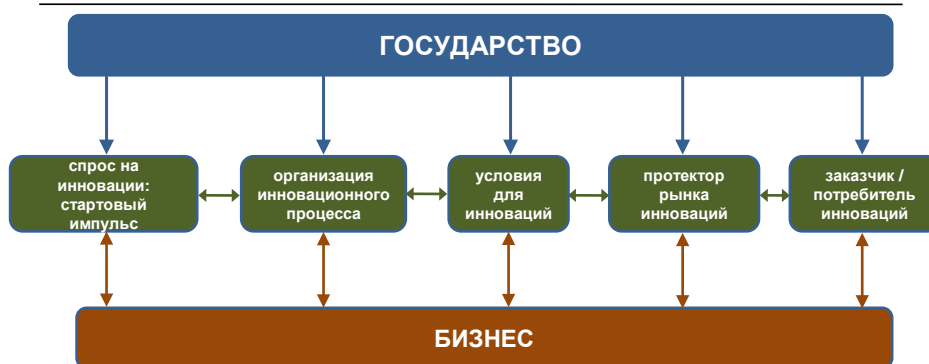 ГОСУДАРСТВО
спрос на
инновации:
стартовый
импульс
организация
инновационного
процесса
условия
для
инноваций
протектор
рынка
инноваций
заказчик /
потребитель
инноваций
БИЗНЕС